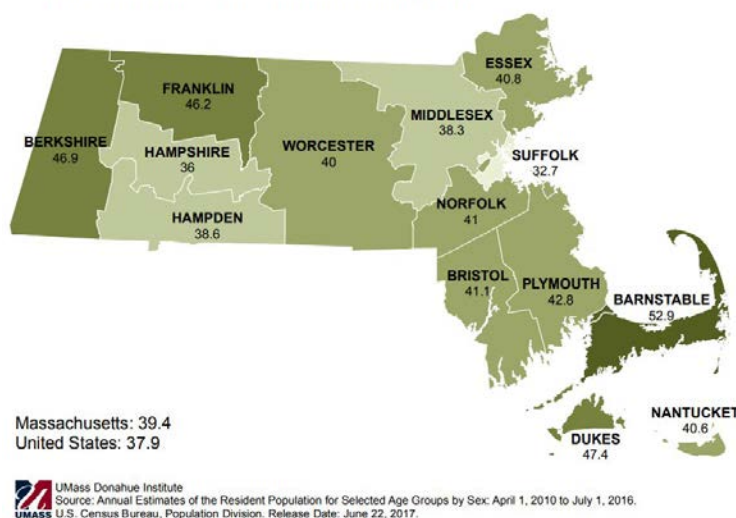 ESSEX
40.8
FRANKLIN
46.2
MIDDLESEX
38.3
BERKSHIRE
46.9
HAMPSHIRE
36
WORCESTER
40
SUFFOLK
32.7
HAMPDEN
38.6
NORFOLK
41
BRISTOL
41.1
PLYMOUTH
42.8
BARNSTABLE
52.9
Massachusetts: 39.4
United States: 37.9
DUKES
47.4
NANTUCKET
40.6
UMASS
UMass Donahue Institute
Source: Annual Estimates of the Resident Population for Selected Age Groups by Sex: April 1, 2010 to July 1, 2016.
U.S. Census Bureau, Population Division. Release Date: June 22, 2017.